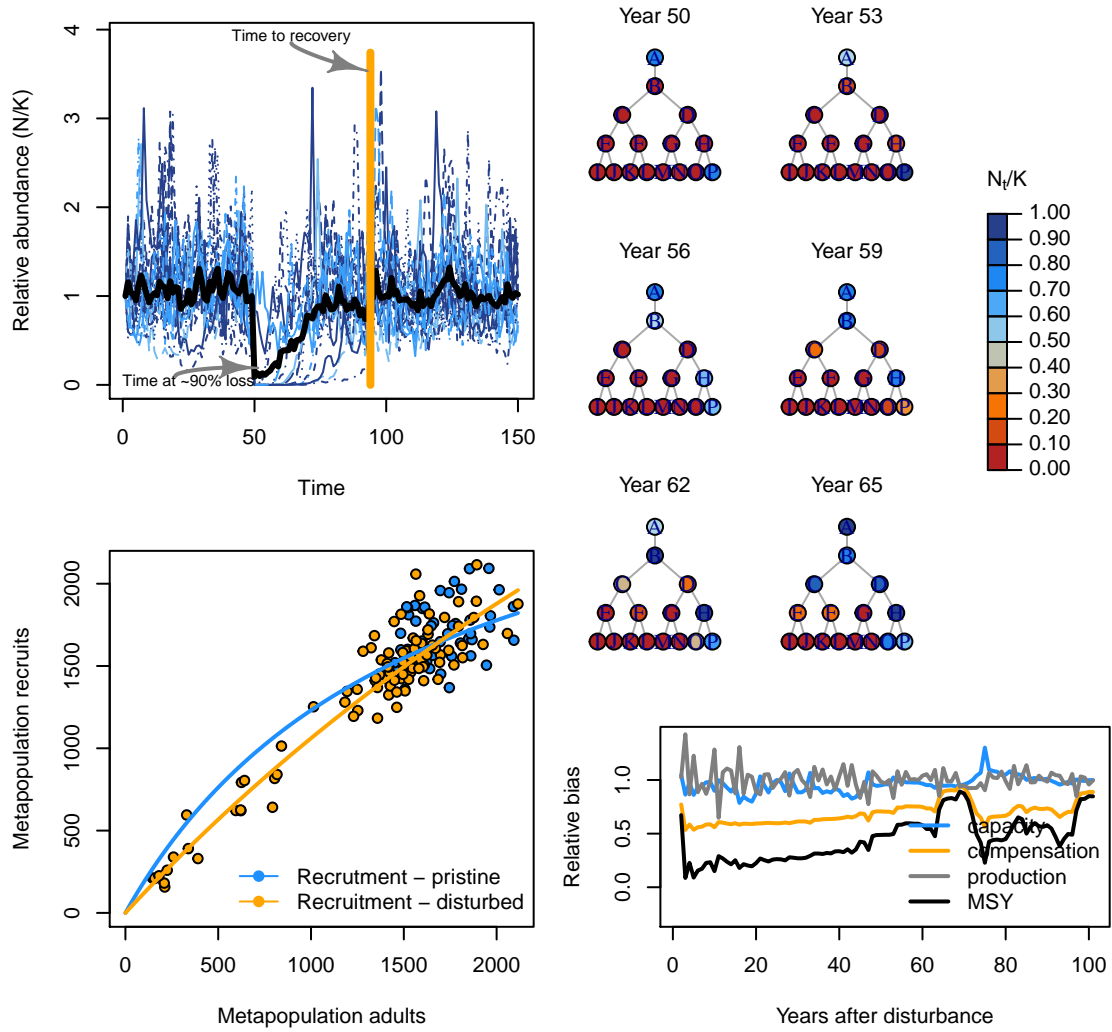 4
3
2
1
0
Relative abundance (N/K)
Time to recovery
Time at ~90% loss
0
50
100
150
Time
Year 50
A
B
E
F
G
H
I
K
M
N
P
Year 53
A
B
E
F
G
H
I
K
M
N
P
Year 56
A
B
E
F
G
H
I
K
M
N
P
Year 59
A
B
E
F
G
H
I
K
M
N
P
Year 62
A
B
E
F
G
H
I
K
M
N
P
Year 65
A
B
E
F
G
H
I
K
M
N
P
Nt/K
1.00
0.90
0.80
0.70
0.60
0.50
0.40
0.30
0.20
0.10
0.00
2000
1500
1000
500
0
Metapopulation recruits
Recrutment − pristine
Recruitment − disturbed
0
500
1000
1500
2000
Metapopulation adults
1.0
0.5
0.0
Relative bias
capacity
compensation
production
MSY
0
20
40
60
80
100
Years after disturbance